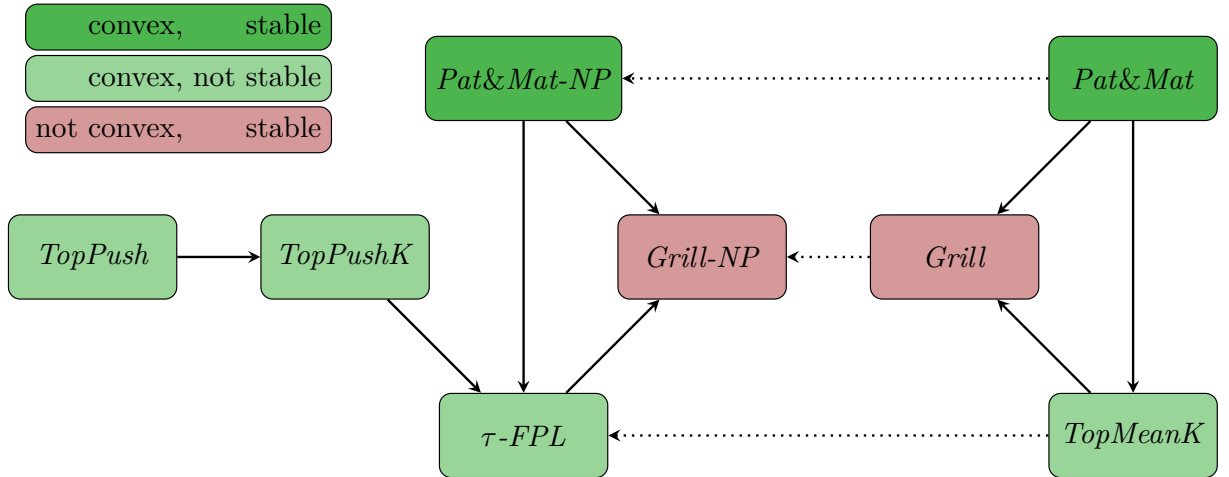 convex, stable
convex, not stable
not convex, stable
Pat&Mat-NP
Pat&Mat
TopPush
TopPushK
Grill-NP
Grill
τ-FPL
TopMeanK